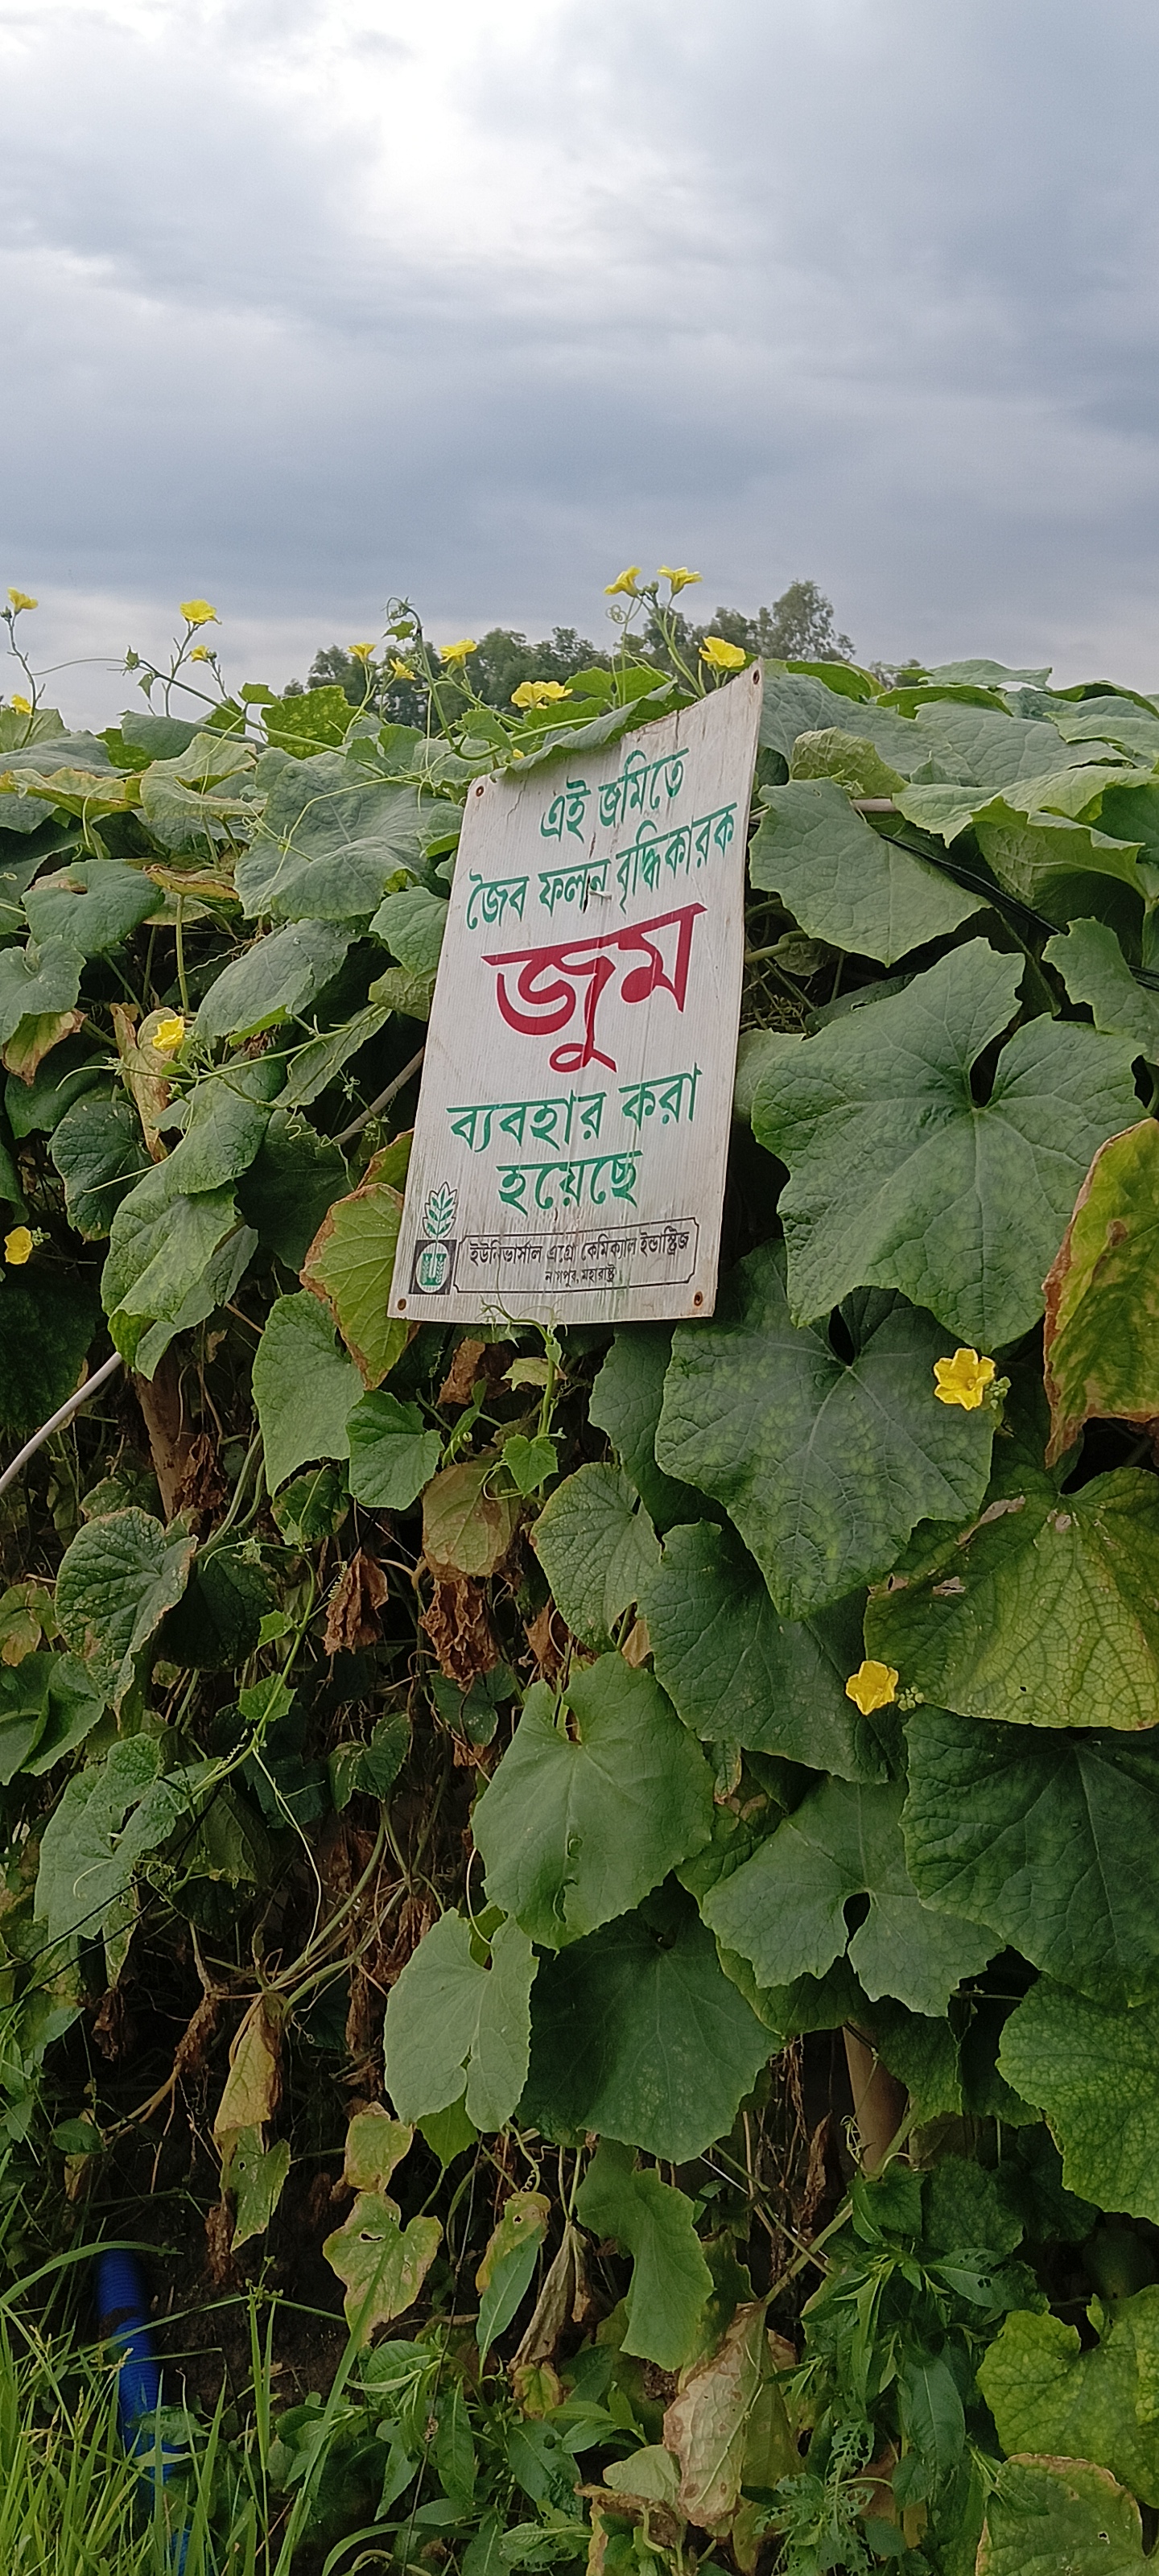 এই জমিতে
জৈব ফলন বৃদ্ধিকারক
জুম
ব্যবহার করা
হয়েছে
ইউনিভার্সাল এগ্রো কেমিক্যাল ইন্ডাস্ট্রিজ
নাগপুর, মহারাষ্ট্র